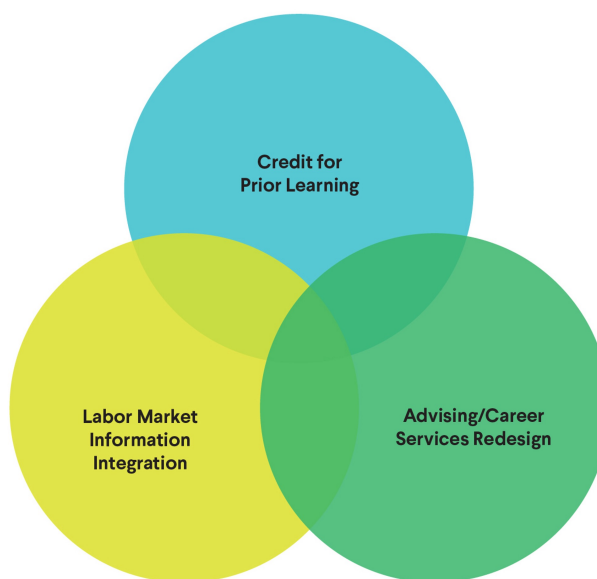 Credit for
Prior Learning
Labor Market
Information
Integration
Advising/Career
Services Redesign